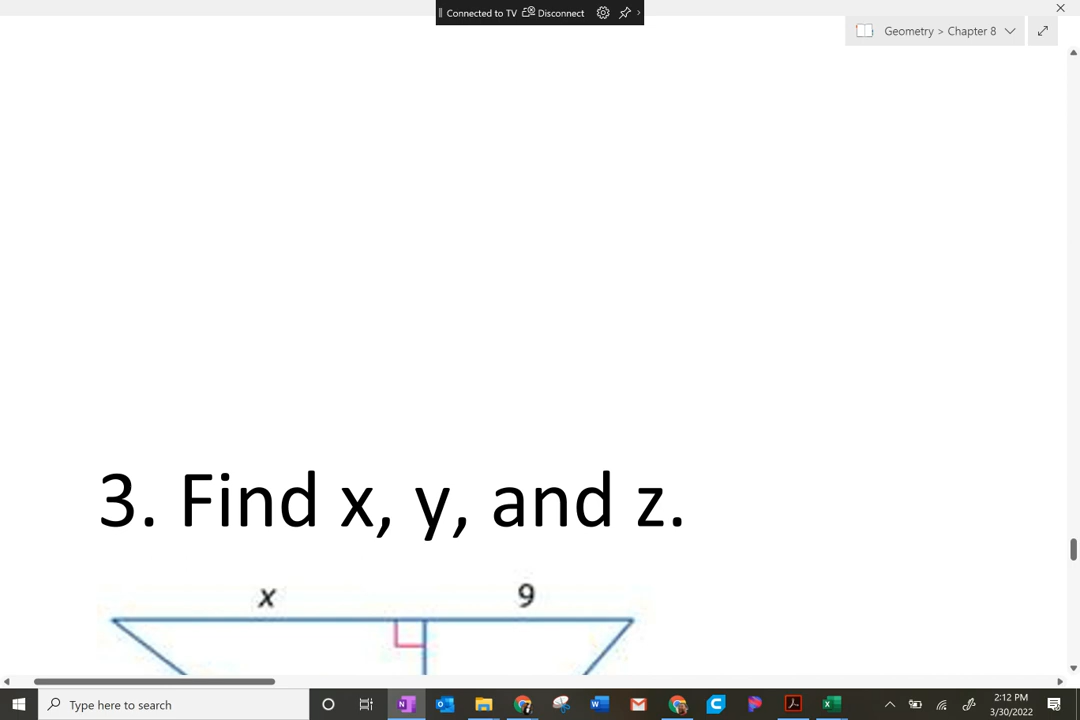 Connected to TV Disconnect
Geometry > Chapter 8
3. Find x, y, and z.
x 9
Type here to search
2:12 PM
3/30/2022